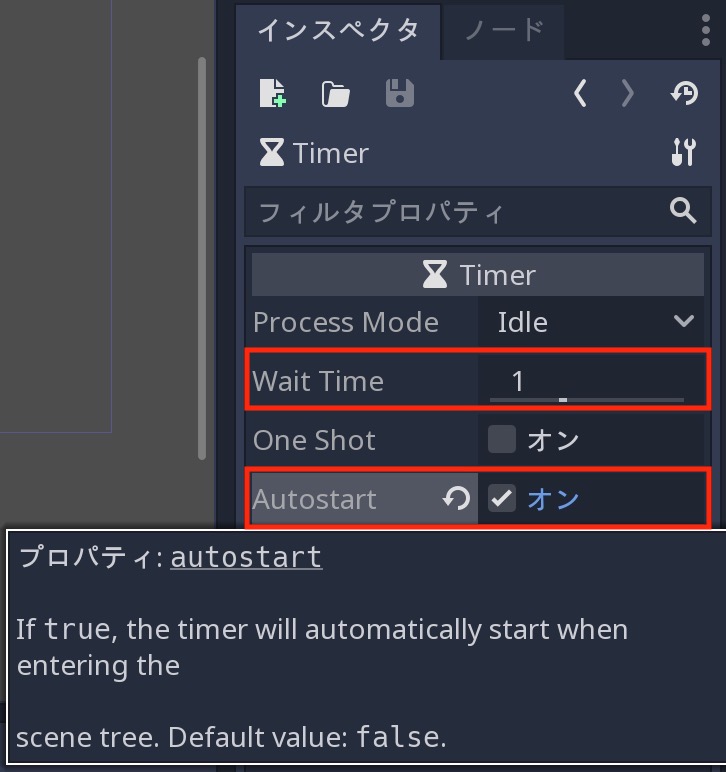 インスペクタ ノード
Timer
フィルタプロパティ
Timer
Process Mode Idle
Wait Time 1
One Shot オン
Autostart オン
プロパティ: autostart
If true, the timer will automatically start when
entering the
scene tree. Default value: false.